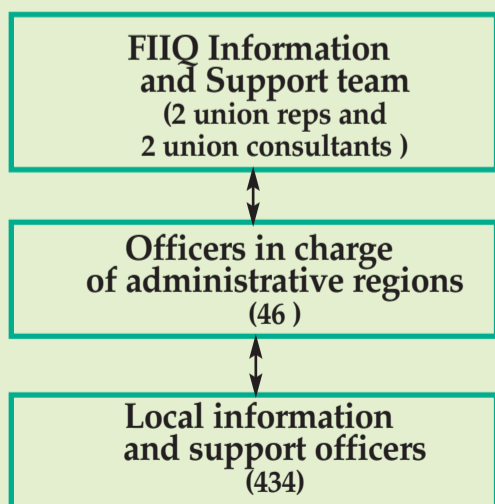 FIIQ Information
and Support team
(2 union reps and
2 union consultants )
Officers in charge
of administrative regions
(46 )
Local information
and support officers
(434)